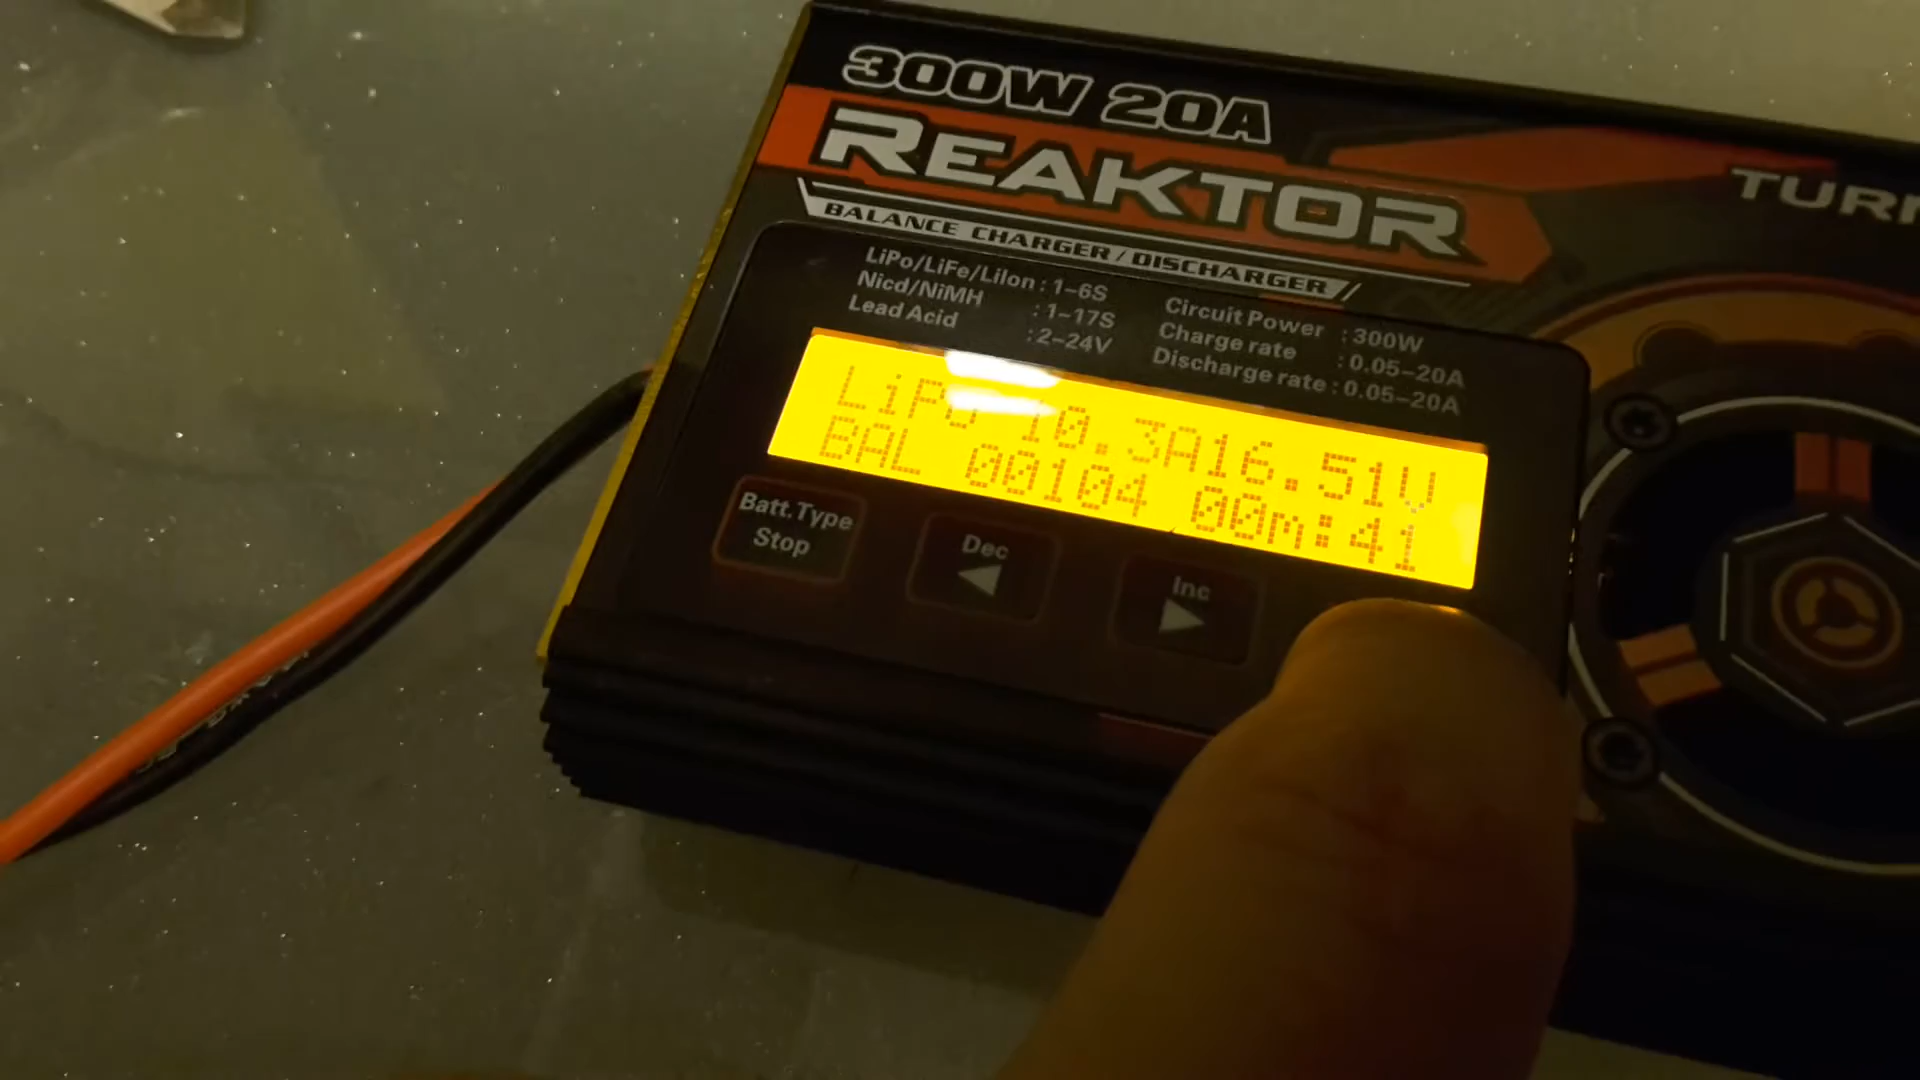 300W 20A
REAKTOR
BALANCE CHARGER/DISCHARGER
LiPo/LiFe/LiIon : 1-6S
Nicd/NiMH : 1-17S
Lead Acid : 2-24V
Circuit Power : 300W
Charge rate : 0.05-20A
Discharge rate : 0.05-20A
LiPo 10.3A16.51V
BAL 00104 00m:41
Batt.Type
Stop
Dec
Inc